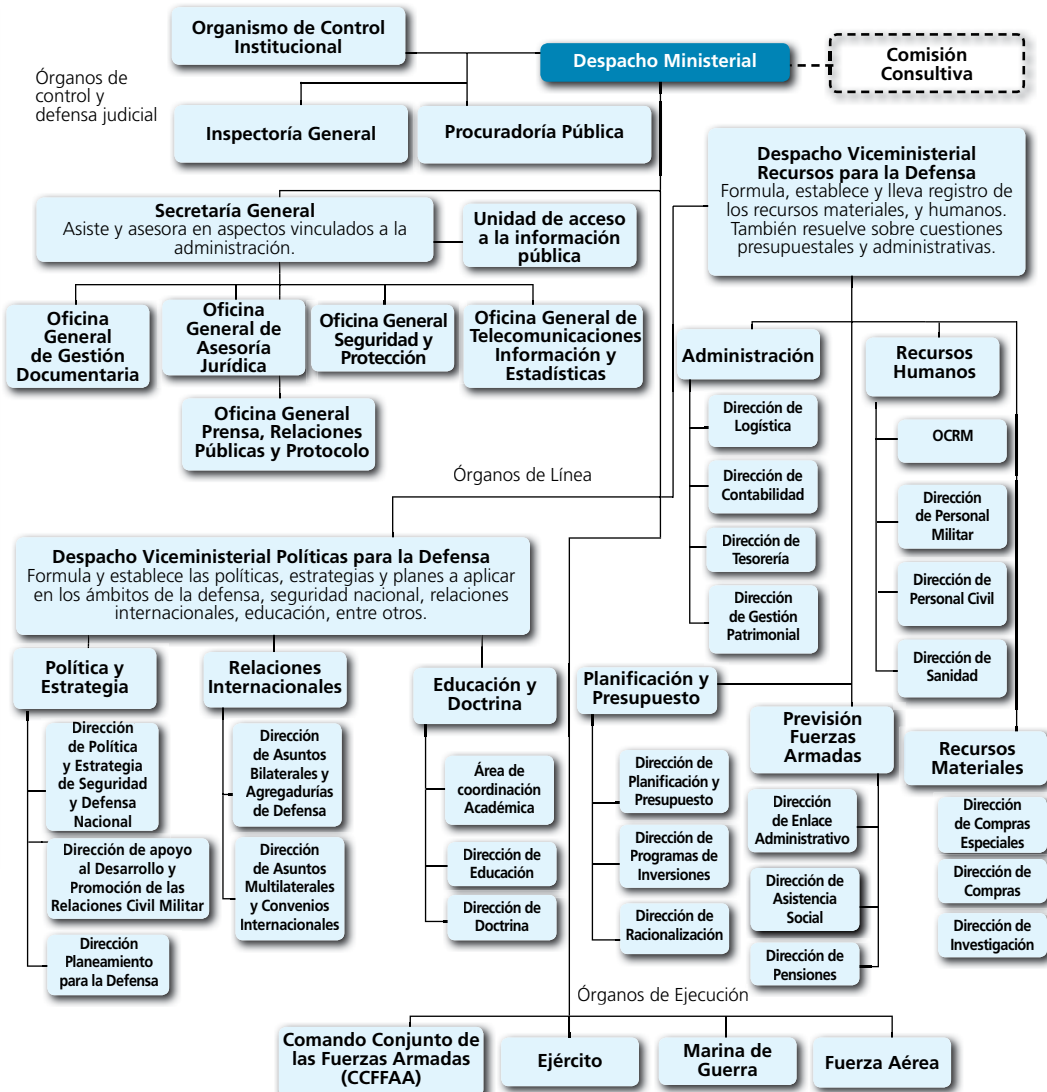 Organismo de Control
Institucional
Despacho Ministerial
Comisión
Consultiva
Órganos de
control y
defensa judicial
Inspectoría General
Procuradoría Pública
Despacho Viceministerial
Recursos para la Defensa
Formula, establece y lleva registro de
los recursos materiales, y humanos.
También resuelve sobre cuestiones
presupuestales y administrativas.
Secretaría General
Asiste y asesora en aspectos vinculados a la
administración.
Unidad de acceso
a la información
pública
Oficina
General
de Gestión
Documentaria
Oficina
General de
Asesoría
Jurídica
Oficina General
Seguridad y
Protección
Oficina General de
Telecomunicaciones
Información y
Estadísticas
Oficina General
Prensa, Relaciones
Públicas y Protocolo
Administración
Recursos
Humanos
Dirección de
Logística
Dirección de
Contabilidad
Dirección de
Tesorería
Dirección
de Gestión
Patrimonial
OCRM
Dirección
de Personal
Militar
Dirección de
Personal Civil
Dirección de
Sanidad
Órganos de Línea
Despacho Viceministerial Políticas para la Defensa
Formula y establece las políticas, estrategias y planes a aplicar
en los ámbitos de la defensa, seguridad nacional, relaciones
internacionales, educación, entre otros.
Política y
Estrategia
Relaciones
Internacionales
Educación y
Doctrina
Planificación y
Presupuesto
Previsión
Fuerzas
Armadas
Recursos
Materiales
Dirección
de Política
y Estrategia
de Seguridad
y Defensa
Nacional
Dirección de apoyo
al Desarrollo y
Promoción de las
Relaciones Civil Militar
Dirección
Planeamiento
para la Defensa
Dirección
de Asuntos
Bilaterales y
Agregadurías
de Defensa
Dirección
de Asuntos
Multilaterales
y Convenios
Internacionales
Área de
coordinación
Académica
Dirección de
Educación
Dirección de
Doctrina
Dirección de
Planificación y
Presupuesto
Dirección de
Programas de
Inversiones
Dirección de
Racionalización
Dirección
de Enlace
Administrativo
Dirección de
Asistencia
Social
Dirección de
Pensiones
Dirección
de Compras
Especiales
Dirección de
Compras
Dirección de
Investigación
Órganos de Ejecución
Comando Conjunto de
las Fuerzas Armadas
(CCFFAA)
Ejército
Marina de
Guerra
Fuerza Aérea